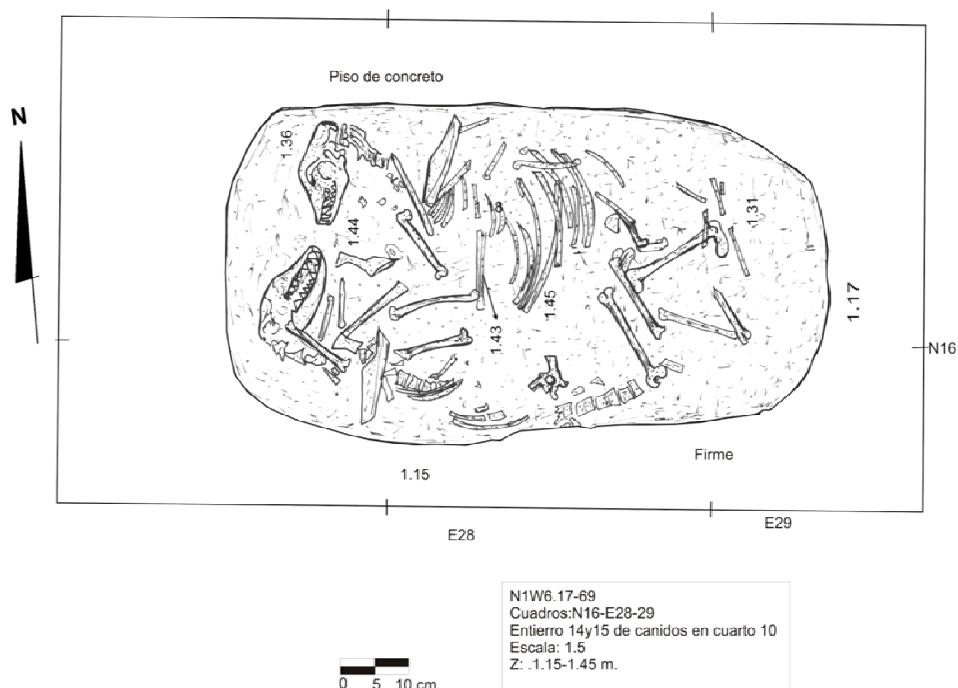 Piso de concreto
N
1.36
1.44
8
1.31
1.45
1.43
1.17
N16
Firme
1.15
E28
E29
N1W6.17-69
Cuadros:N16-E28-29
Entierro 14y15 de canidos en cuarto 10
Escala: 1.5
Z: .1.15-1.45 m.
0 5 10 cm